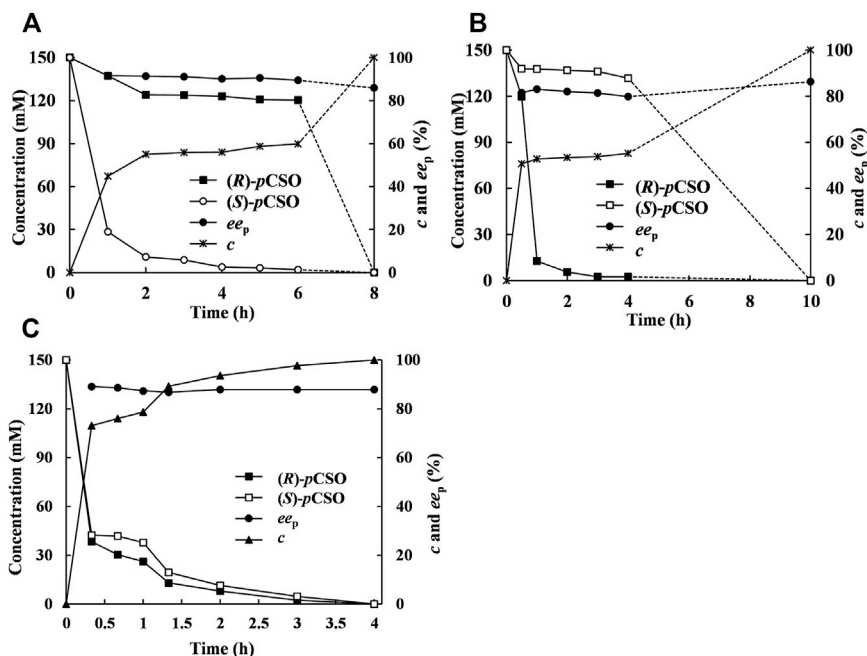 A
150
120
90
60
30
0
Concentration (mM)
100
80
60
40
20
0
c and eep (%)
(R)-pCSO
(S)-pCSO
eep
c
0 2 4 6 8
Time (h)
B
150
120
90
60
30
0
Concentration (mM)
100
80
60
40
20
0
c and eep (%)
(R)-pCSO
(S)-pCSO
eep
c
0 2 4 6 8 10
Time (h)
C
150
120
90
60
30
0
Concentration (mM)
100
80
60
40
20
0
c and eep (%)
(R)-pCSO
(S)-pCSO
eep
c
0 0.5 1 1.5 2 2.5 3 3.5 4
Time (h)